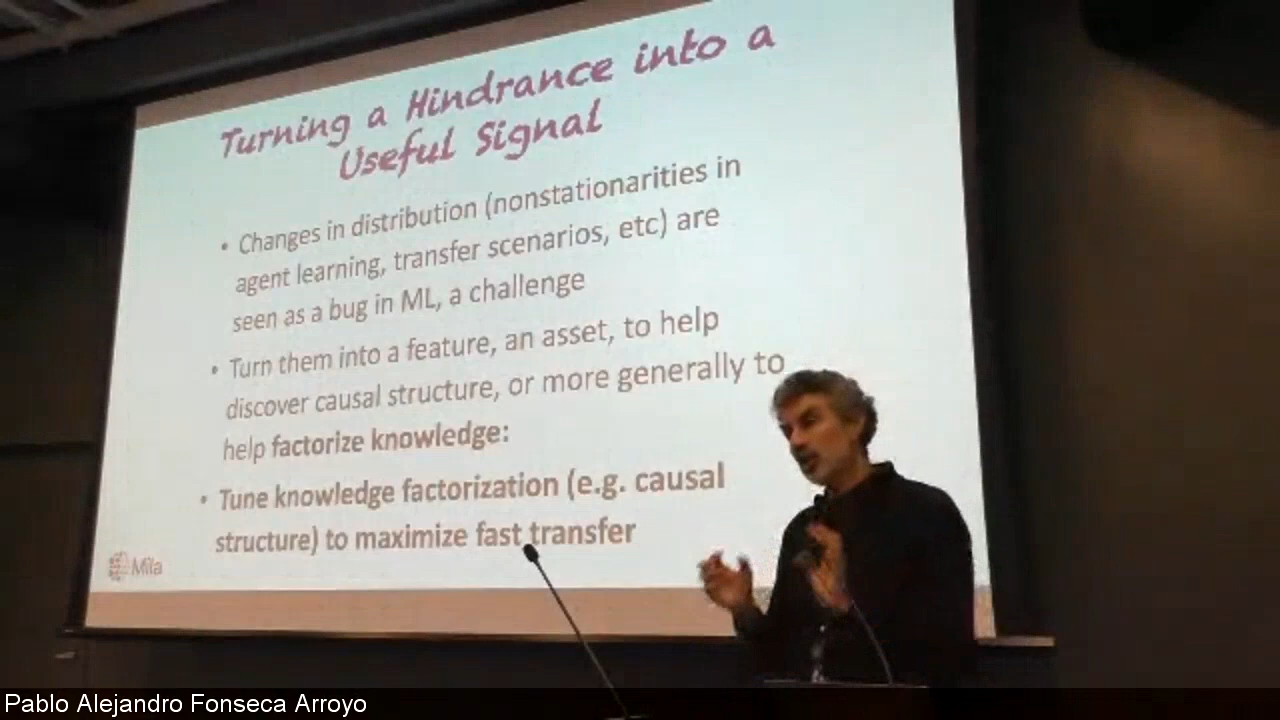 Turning a Hindrance into a
Useful Signal
• Changes in distribution (nonstationarities in
agent learning, transfer scenarios, etc) are
seen as a bug in ML, a challenge
• Turn them into a feature, an asset, to help
discover causal structure, or more generally to
help factorize knowledge:
• Tune knowledge factorization (e.g. causal
structure) to maximize fast transfer
Mila
Pablo Alejandro Fonseca Arroyo